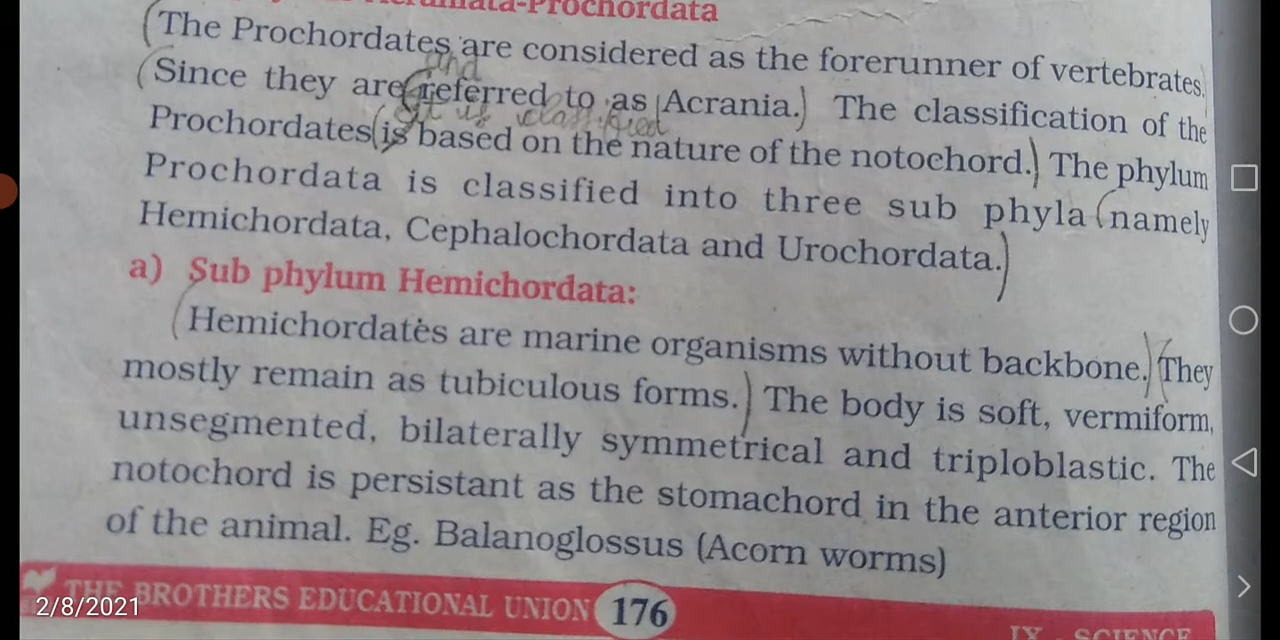 Acraniata-Prochordata
The Prochordates are considered as the forerunner of vertebrates.
and
Since they are referred to as Acrania. The classification of the
It is classified
Prochordates is based on the nature of the notochord. The phylum
Prochordata is classified into three sub phyla namely
Hemichordata, Cephalochordata and Urochordata.
a) Sub phylum Hemichordata:
Hemichordates are marine organisms without backbone. They
mostly remain as tubiculous forms. The body is soft, vermiform,
unsegmented, bilaterally symmetrical and triploblastic. The
notochord is persistant as the stomachord in the anterior region
of the animal. Eg. Balanoglossus (Acorn worms)
THE BROTHERS EDUCATIONAL UNION 176
2/8/2021
IX - SCIENCE